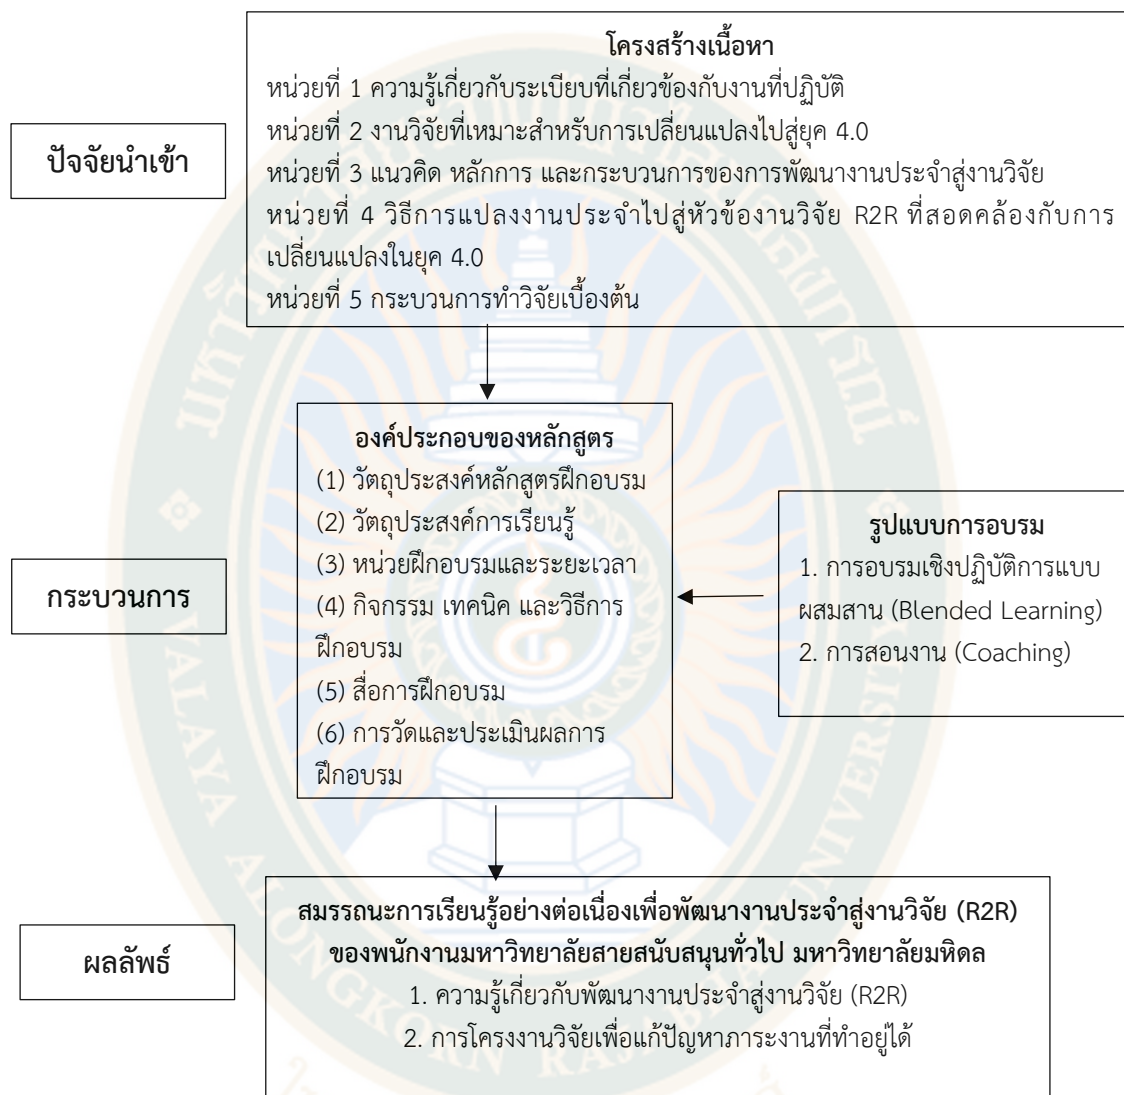 โครงสร้างเนื้อหา
หน่วยที่ 1 ความรู้เกี่ยวกับระเบียบที่เกี่ยวข้องกับงานที่ปฏิบัติ
หน่วยที่ 2 งานวิจัยที่เหมาะสำหรับการเปลี่ยนแปลงไปสู่ยุค 4.0
หน่วยที่ 3 แนวคิด หลักการ และกระบวนการของการพัฒนางานประจำสู่งานวิจัย
หน่วยที่ 4 วิธีการแปลงงานประจำไปสู่หัวข้องานวิจัย R2R ที่สอดคล้องกับการ
เปลี่ยนแปลงในยุค 4.0
หน่วยที่ 5 กระบวนการทำวิจัยเบื้องต้น
ปัจจัยนำเข้า
องค์ประกอบของหลักสูตร
(1) วัตถุประสงค์หลักสูตรฝึกอบรม
(2) วัตถุประสงค์การเรียนรู้
(3) หน่วยฝึกอบรมและระยะเวลา
(4) กิจกรรม เทคนิค และวิธีการ
ฝึกอบรม
(5) สื่อการฝึกอบรม
(6) การวัดและประเมินผลการ
ฝึกอบรม
กระบวนการ
รูปแบบการอบรม
1. การอบรมเชิงปฏิบัติการแบบ
ผสมสาน (Blended Learning)
2. การสอนงาน (Coaching)
ผลลัพธ์
สมรรถนะการเรียนรู้อย่างต่อเนื่องเพื่อพัฒนางานประจำสู่งานวิจัย (R2R)
ของพนักงานมหาวิทยาลัยสายสนับสนุนทั่วไป มหาวิทยาลัยมหิดล
1. ความรู้เกี่ยวกับพัฒนางานประจำสู่งานวิจัย (R2R)
2. การโครงงานวิจัยเพื่อแก้ปัญหาภาระงานที่ทำอยู่ได้
VALAYA ALONGKORN RAJABHAT UNIVERSITY